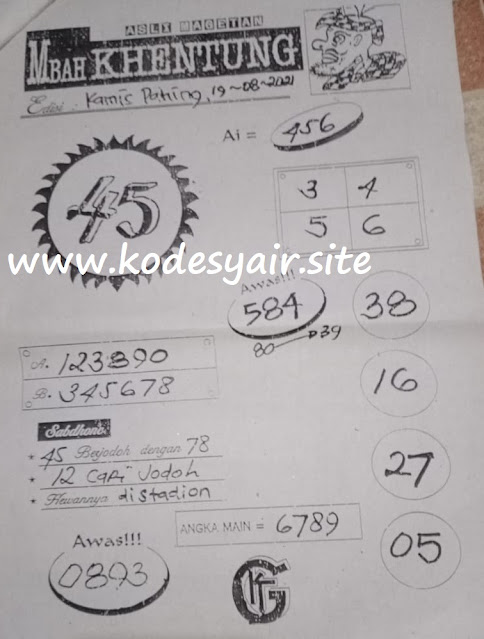 ASLI MAGETAN
MBAH KHENTUNG
Edisi : Kamis Pahing, 19-08-2021
Ai = 456
45
3 4
5 6
www.kodesyair.site
Awas!!!
584
80 → 39
38
16
27
05
A. 123890
B. 345678
Sabdhono:
* 45 Berjodoh dengan 78
* 12 Cari Jodoh
* Hewannya di Stadion
ANGKA MAIN = 6789
Awas!!!
0893